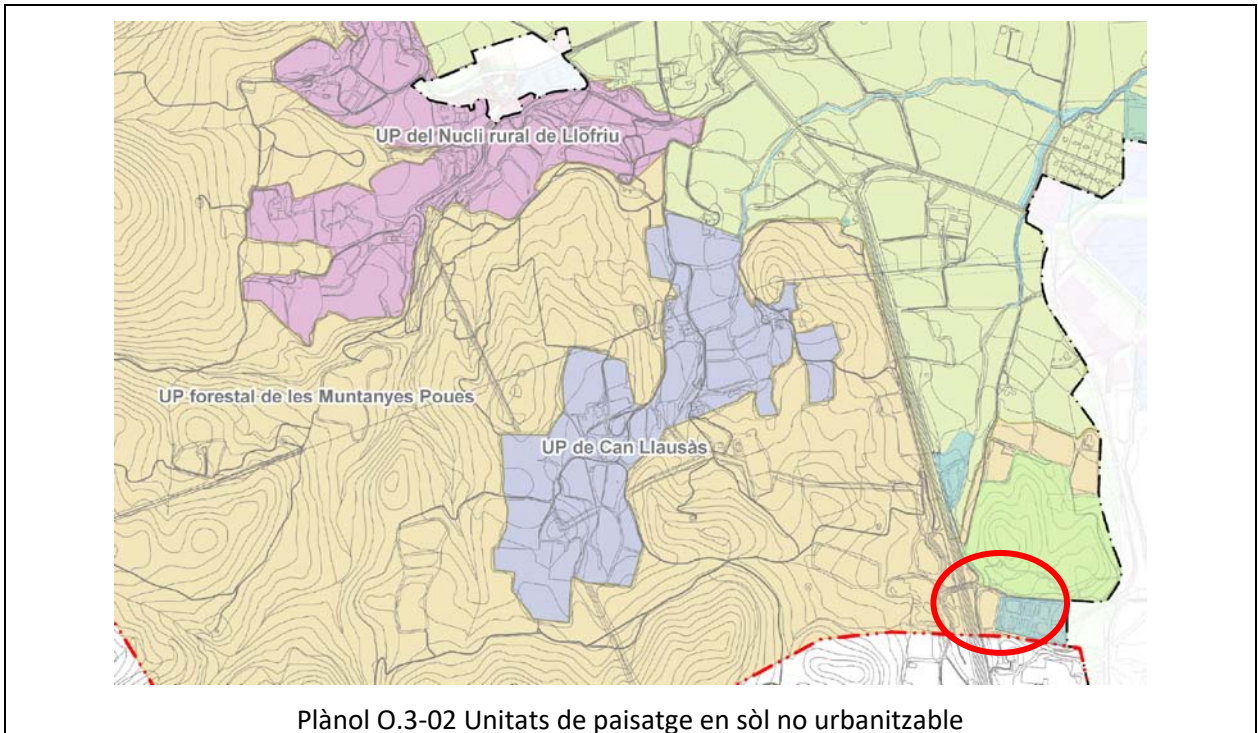 UP del Nucli rural de Llofriu
UP forestal de les Muntanyes Poues
UP de Can Llausàs
Plànol O.3-02 Unitats de paisatge en sòl no urbanitzable